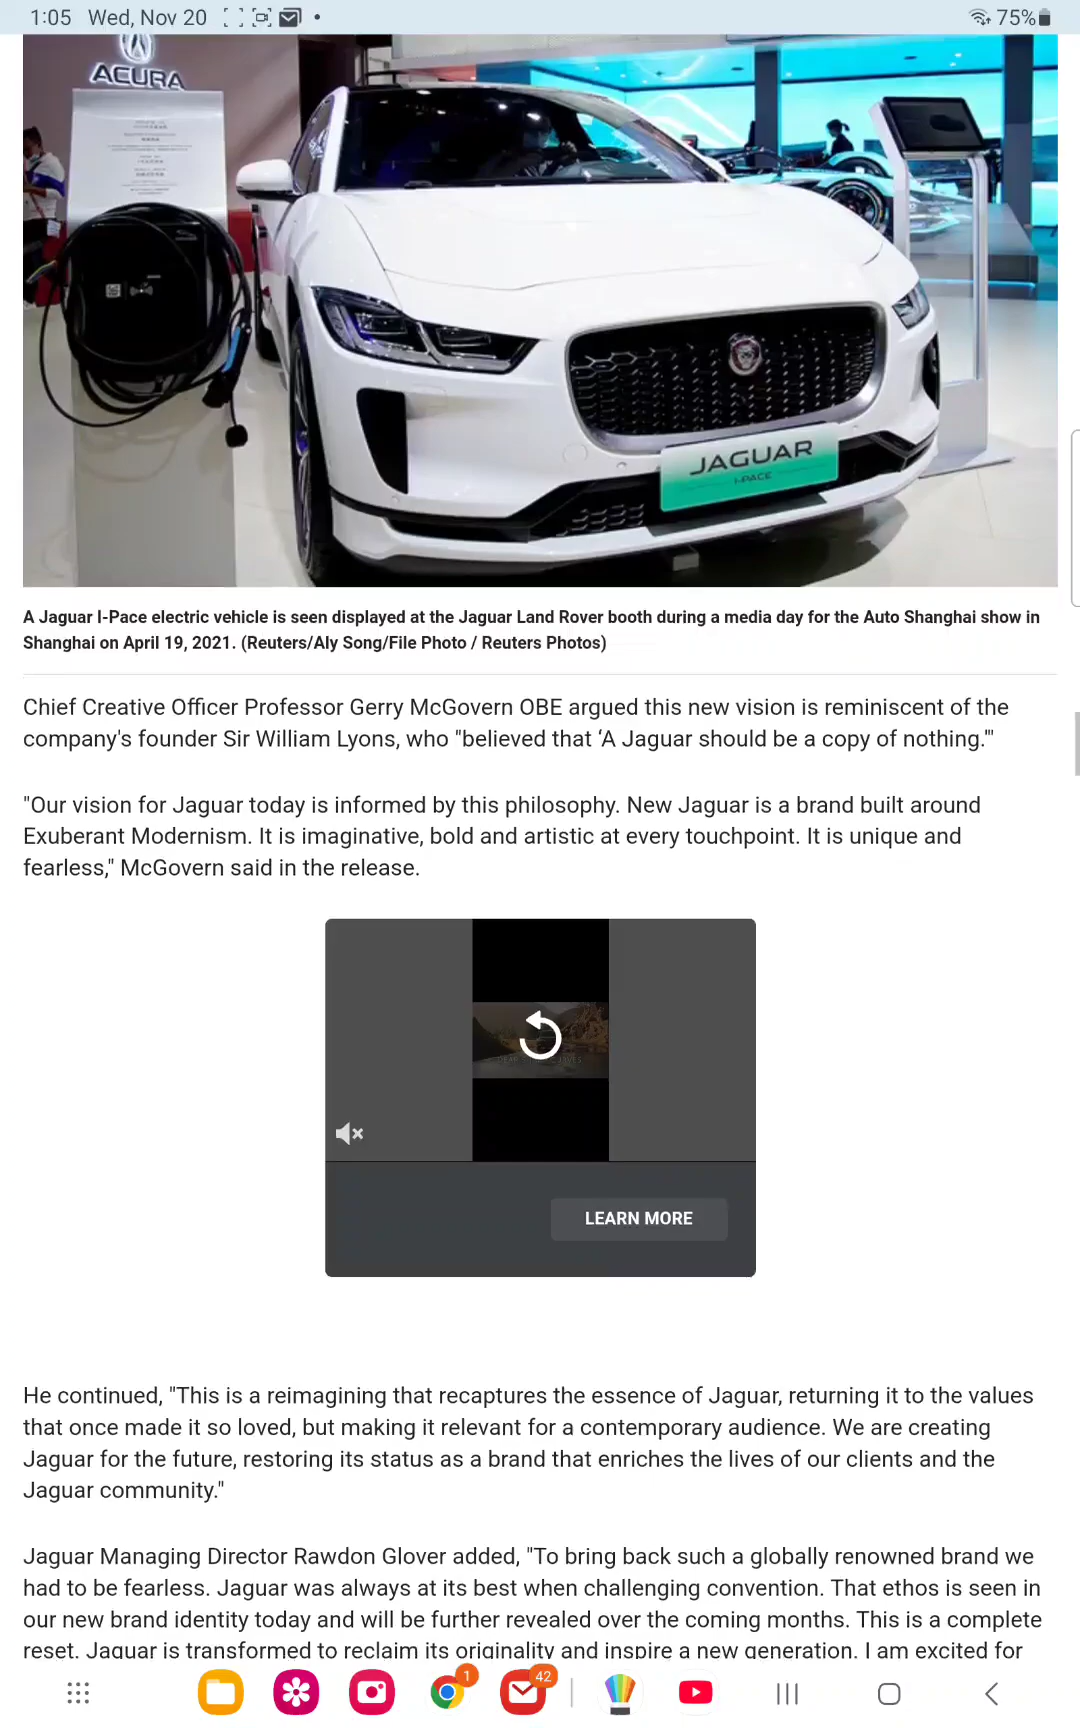 1:05 Wed, Nov 20
75%
ACURA
JAGUAR
I-PACE
A Jaguar I-Pace electric vehicle is seen displayed at the Jaguar Land Rover booth during a media day for the Auto Shanghai show in
Shanghai on April 19, 2021. (Reuters/Aly Song/File Photo / Reuters Photos)
Chief Creative Officer Professor Gerry McGovern OBE argued this new vision is reminiscent of the
company's founder Sir William Lyons, who "believed that ‘A Jaguar should be a copy of nothing.'"
"Our vision for Jaguar today is informed by this philosophy. New Jaguar is a brand built around
Exuberant Modernism. It is imaginative, bold and artistic at every touchpoint. It is unique and
fearless," McGovern said in the release.
LEARN MORE
He continued, "This is a reimagining that recaptures the essence of Jaguar, returning it to the values
that once made it so loved, but making it relevant for a contemporary audience. We are creating
Jaguar for the future, restoring its status as a brand that enriches the lives of our clients and the
Jaguar community."
Jaguar Managing Director Rawdon Glover added, "To bring back such a globally renowned brand we
had to be fearless. Jaguar was always at its best when challenging convention. That ethos is seen in
our new brand identity today and will be further revealed over the coming months. This is a complete
reset. Jaguar is transformed to reclaim its originality and inspire a new generation. I am excited for
1
42